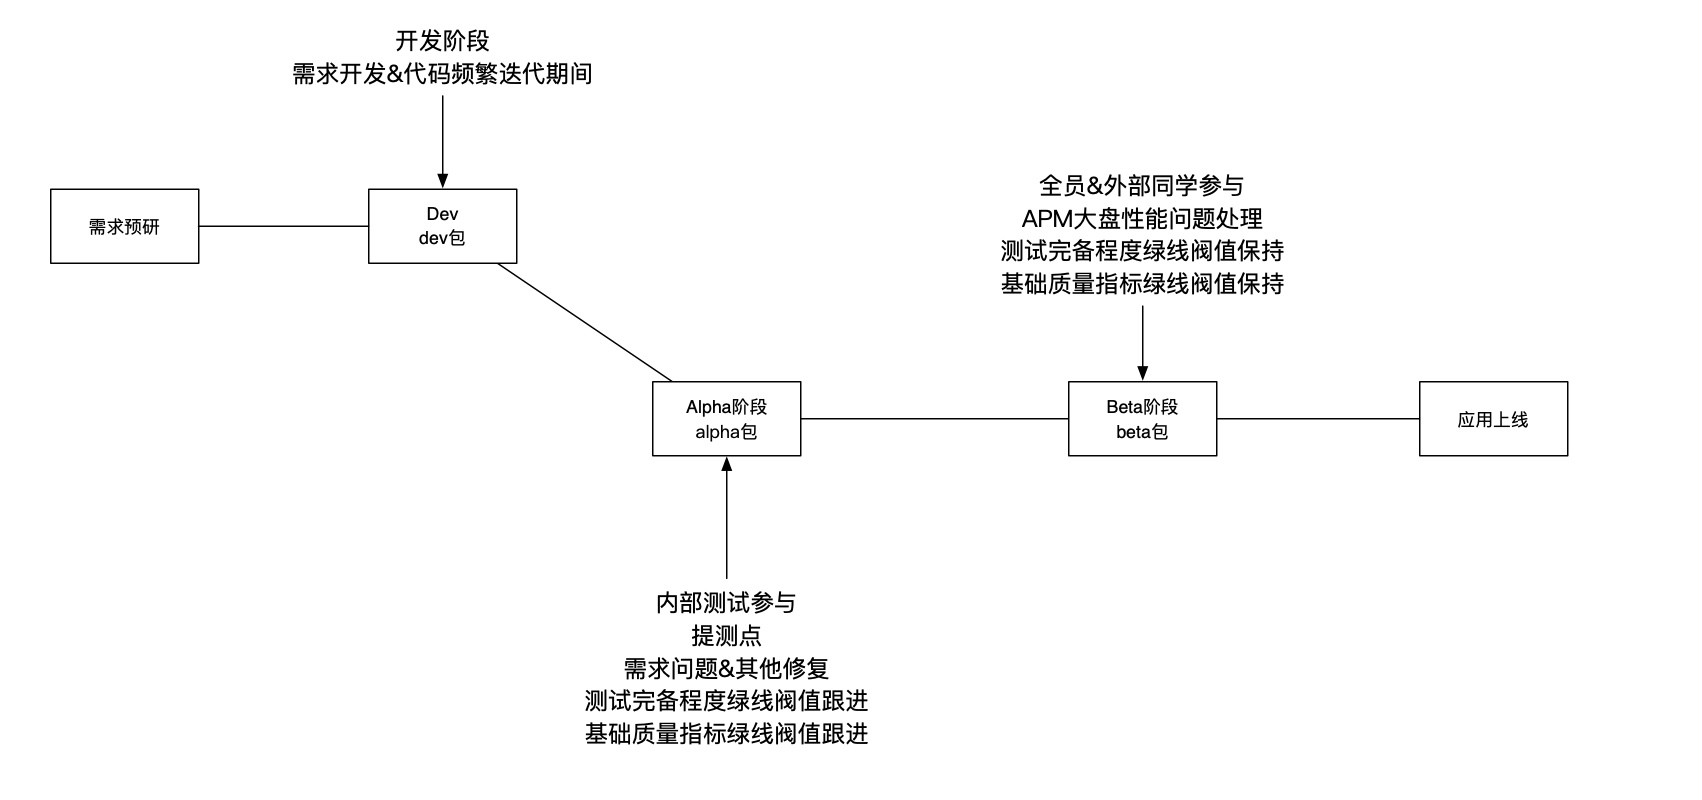 开发阶段
需求开发&代码频繁迭代期间
需求预研
Dev
dev包
全员&外部同学参与
APM大盘性能问题处理
测试完备程度绿线阀值保持
基础质量指标绿线阀值保持
Alpha阶段
alpha包
Beta阶段
beta包
应用上线
内部测试参与
提测点
需求问题&其他修复
测试完备程度绿线阀值跟进
基础质量指标绿线阀值跟进